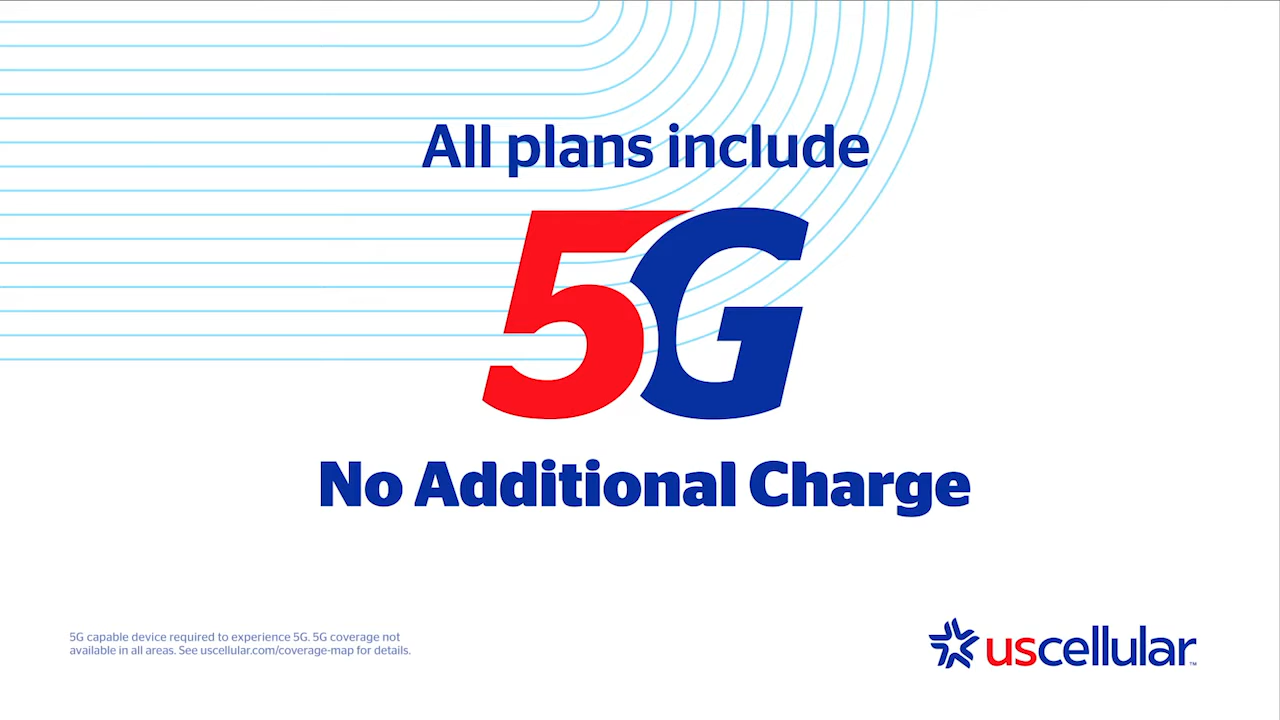 All plans include
5G
No Additional Charge
5G capable device required to experience 5G. 5G coverage not
available in all areas. See uscellular.com/coverage-map for details.
uscellular™